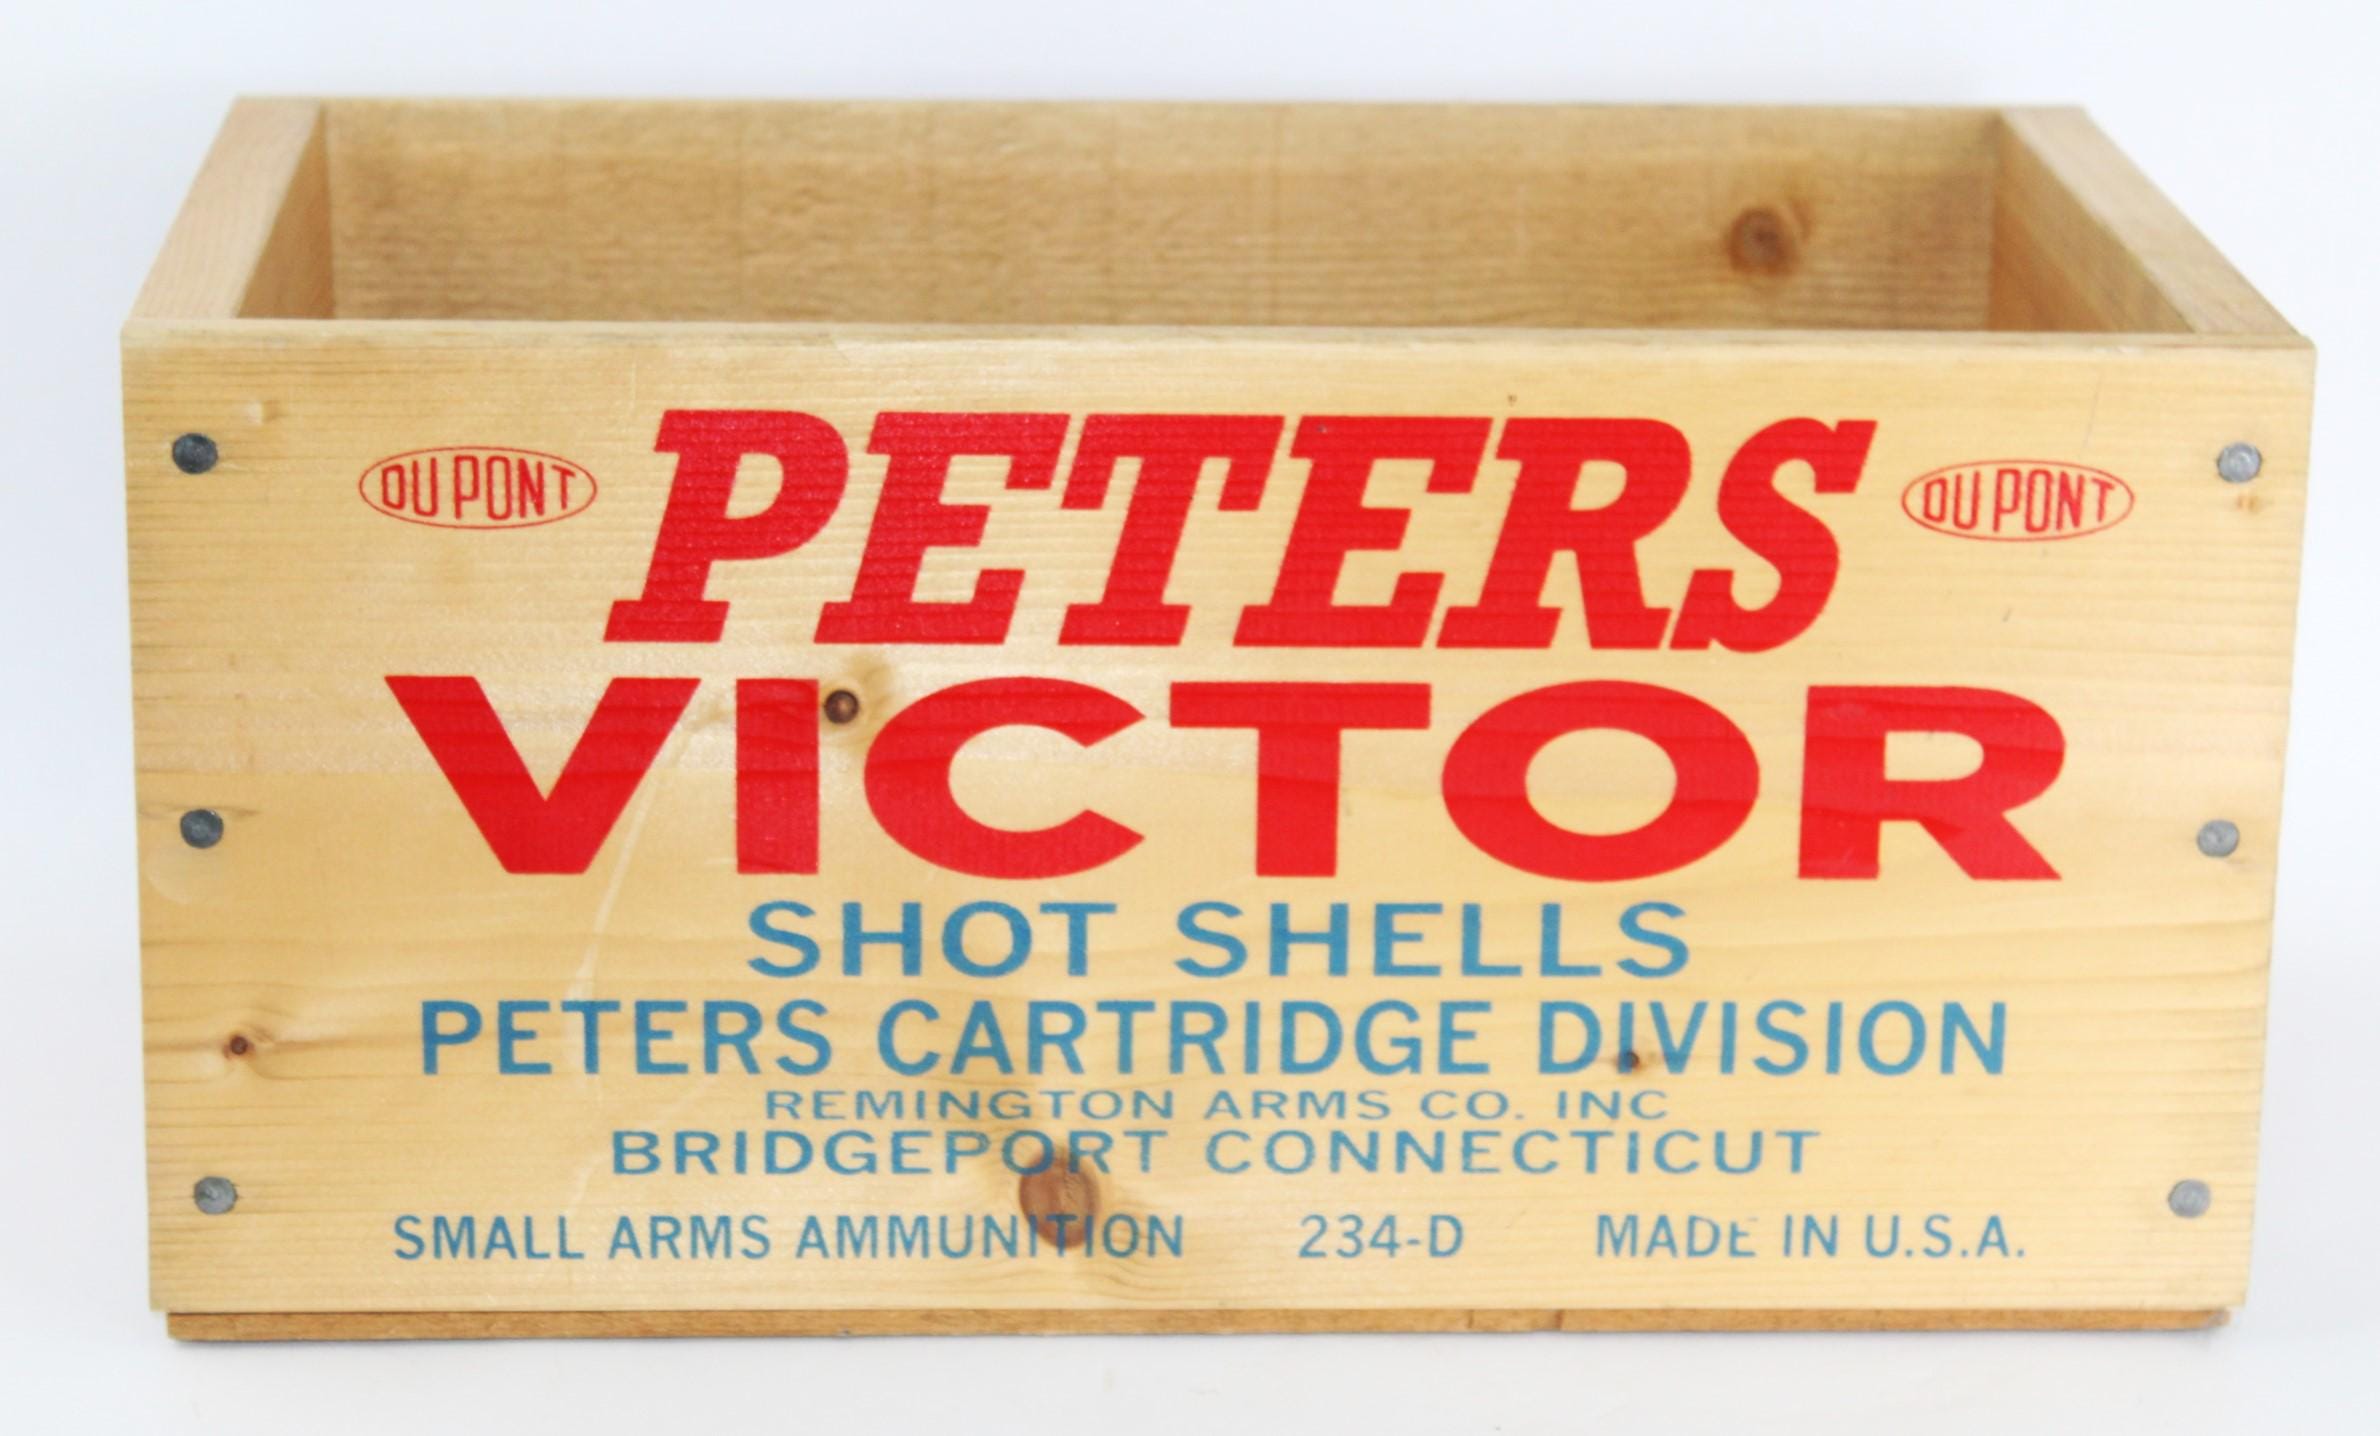 DU PONT PETERS DU PONT
VICTOR
SHOT SHELLS
PETERS CARTRIDGE DIVISION
REMINGTON ARMS CO. INC
BRIDGEPORT CONNECTICUT
SMALL ARMS AMMUNITION 234-D MADE IN U.S.A.